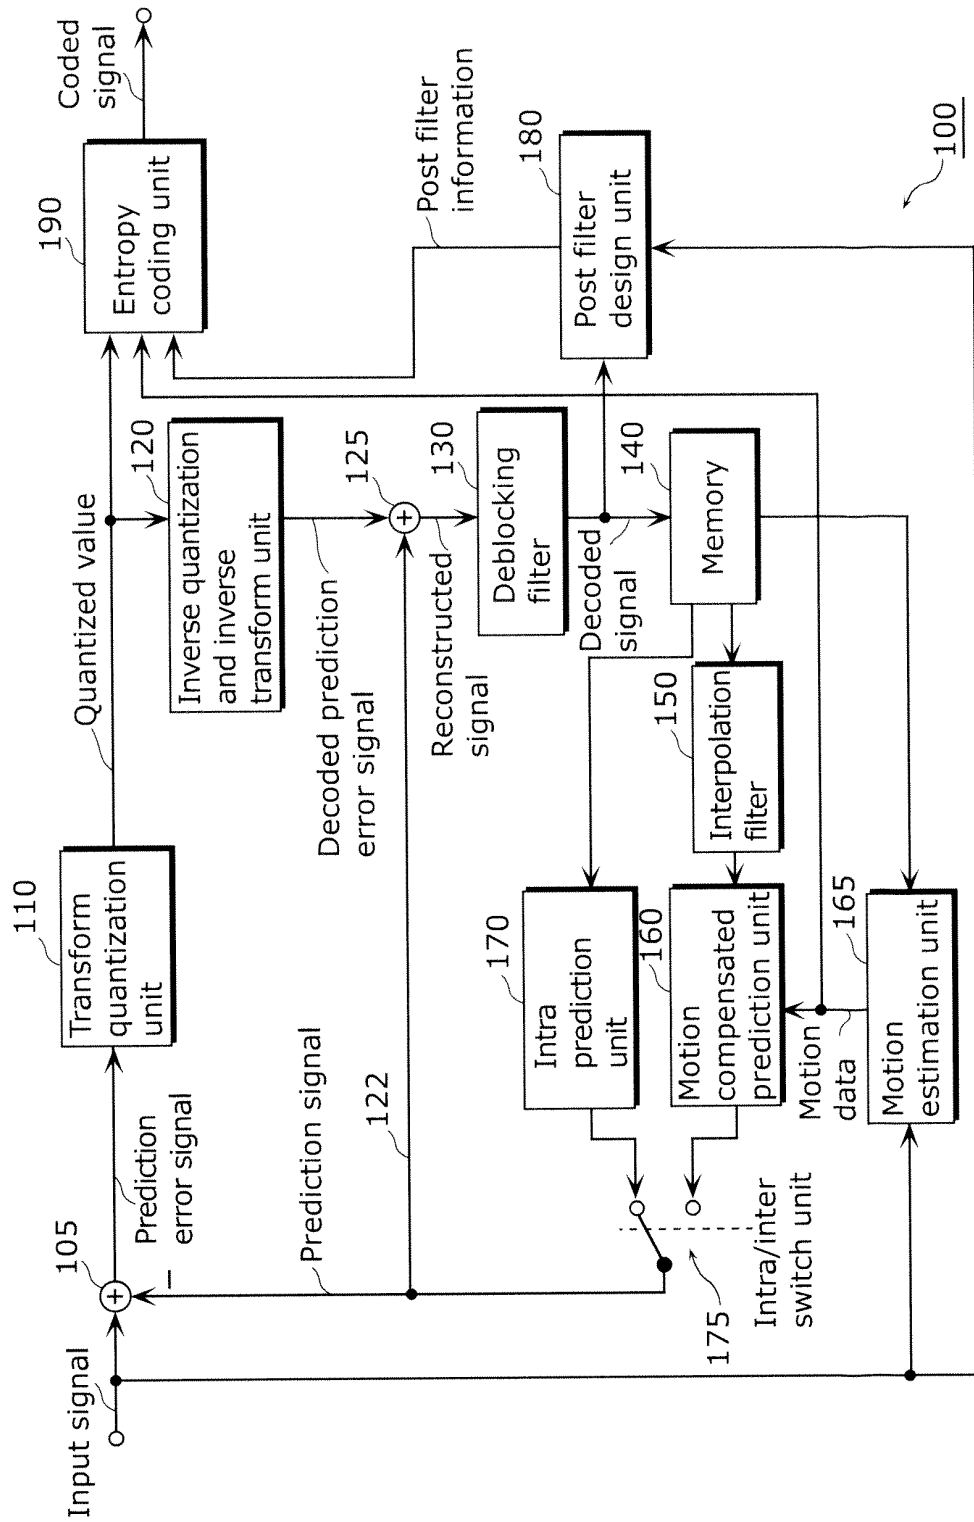 Input signal
105
−
Prediction
error signal
110
Transform
quantization
unit
Quantized value
190
Entropy
coding unit
Coded
signal
120
Inverse quantization
and inverse
transform unit
Prediction signal
122
Decoded prediction
error signal
125
Reconstructed
signal
130
Deblocking
filter
Post filter
information
180
Post filter
design unit
170
Intra
prediction
unit
Decoded
signal
140
Memory
150
Interpolation
filter
160
Motion
compensated
prediction unit
175
Intra/inter
switch unit
Motion
data
165
Motion
estimation unit
100